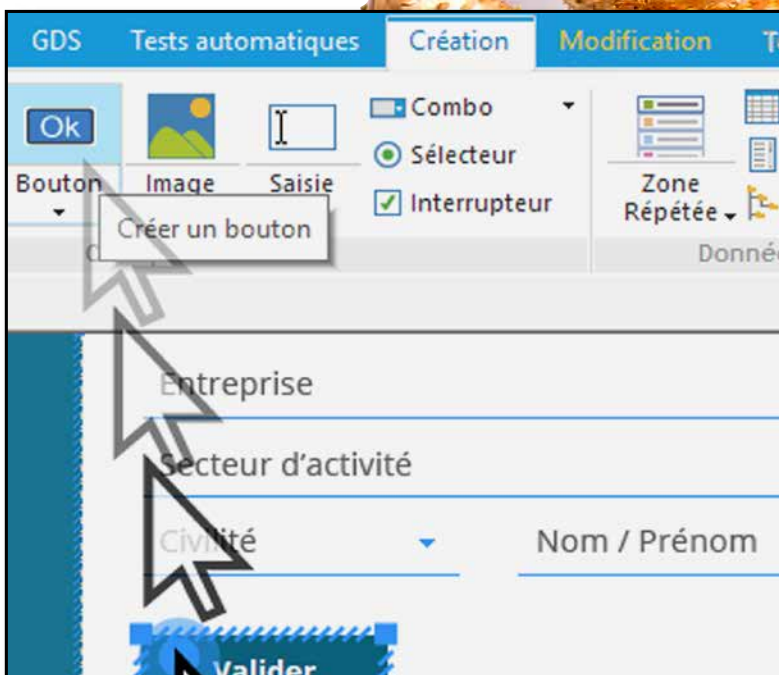 GDS Tests automatiques Création Modification
Ok
Combo
Sélecteur
Interrupteur
Bouton Image Saisie
Zone
Répétée
Créer un bouton
Entreprise
Secteur d'activité
Civilité Nom / Prénom
Valider